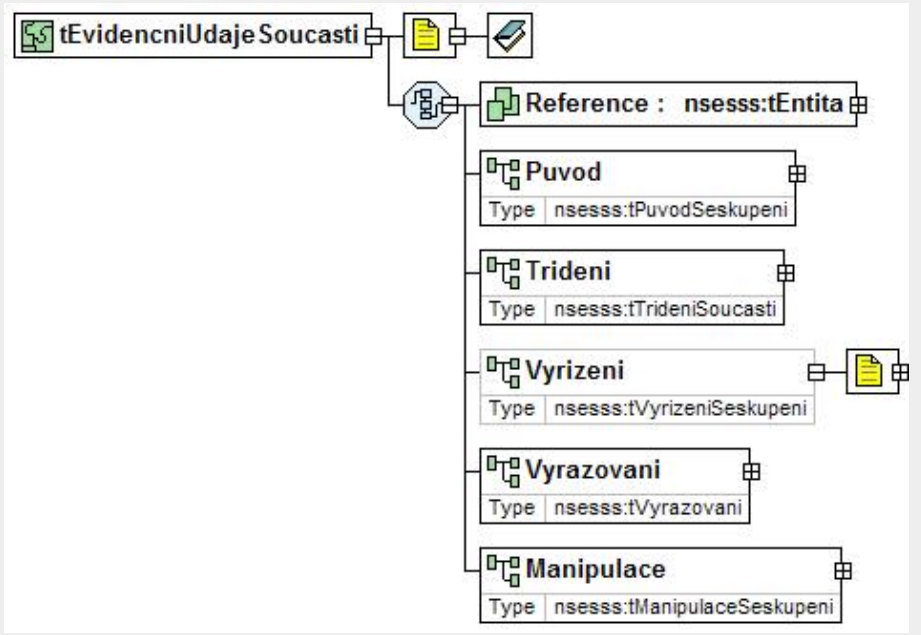 tEvidencniUdajeSoucasti
Reference : nsesss:tEntita
Puvod
Type nsesss:tPuvodSeskupeni
Trideni
Type nsesss:tTrideniSoucasti
Vyrizeni
Type nsesss:tVyrizeniSeskupeni
Vyrazovani
Type nsesss:tVyrazovani
Manipulace
Type nsesss:tManipulaceSeskupeni